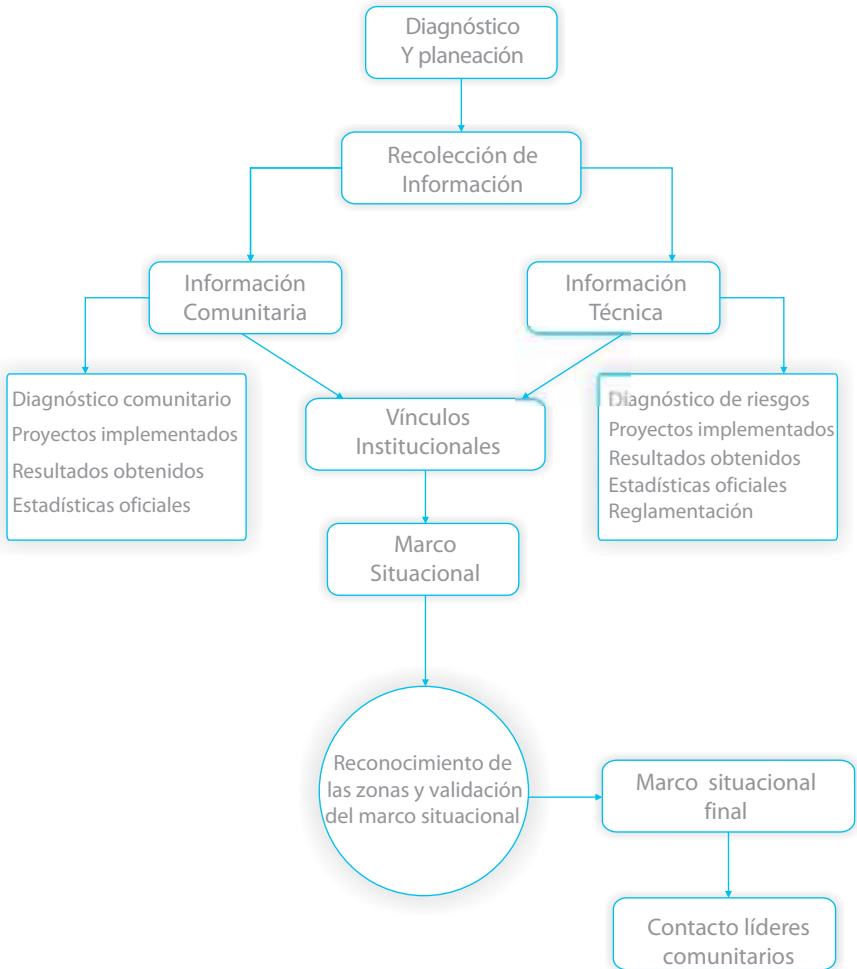 Diagnóstico
Y planeación
Recolección de
Información
Información
Comunitaria
Información
Técnica
Diagnóstico comunitario
Proyectos implementados
Resultados obtenidos
Estadísticas oficiales
Vínculos
Institucionales
Diagnóstico de riesgos
Proyectos implementados
Resultados obtenidos
Estadísticas oficiales
Reglamentación
Marco
Situacional
Reconocimiento de
las zonas y validación
del marco situacional
Marco situacional
final
Contacto líderes
comunitarios